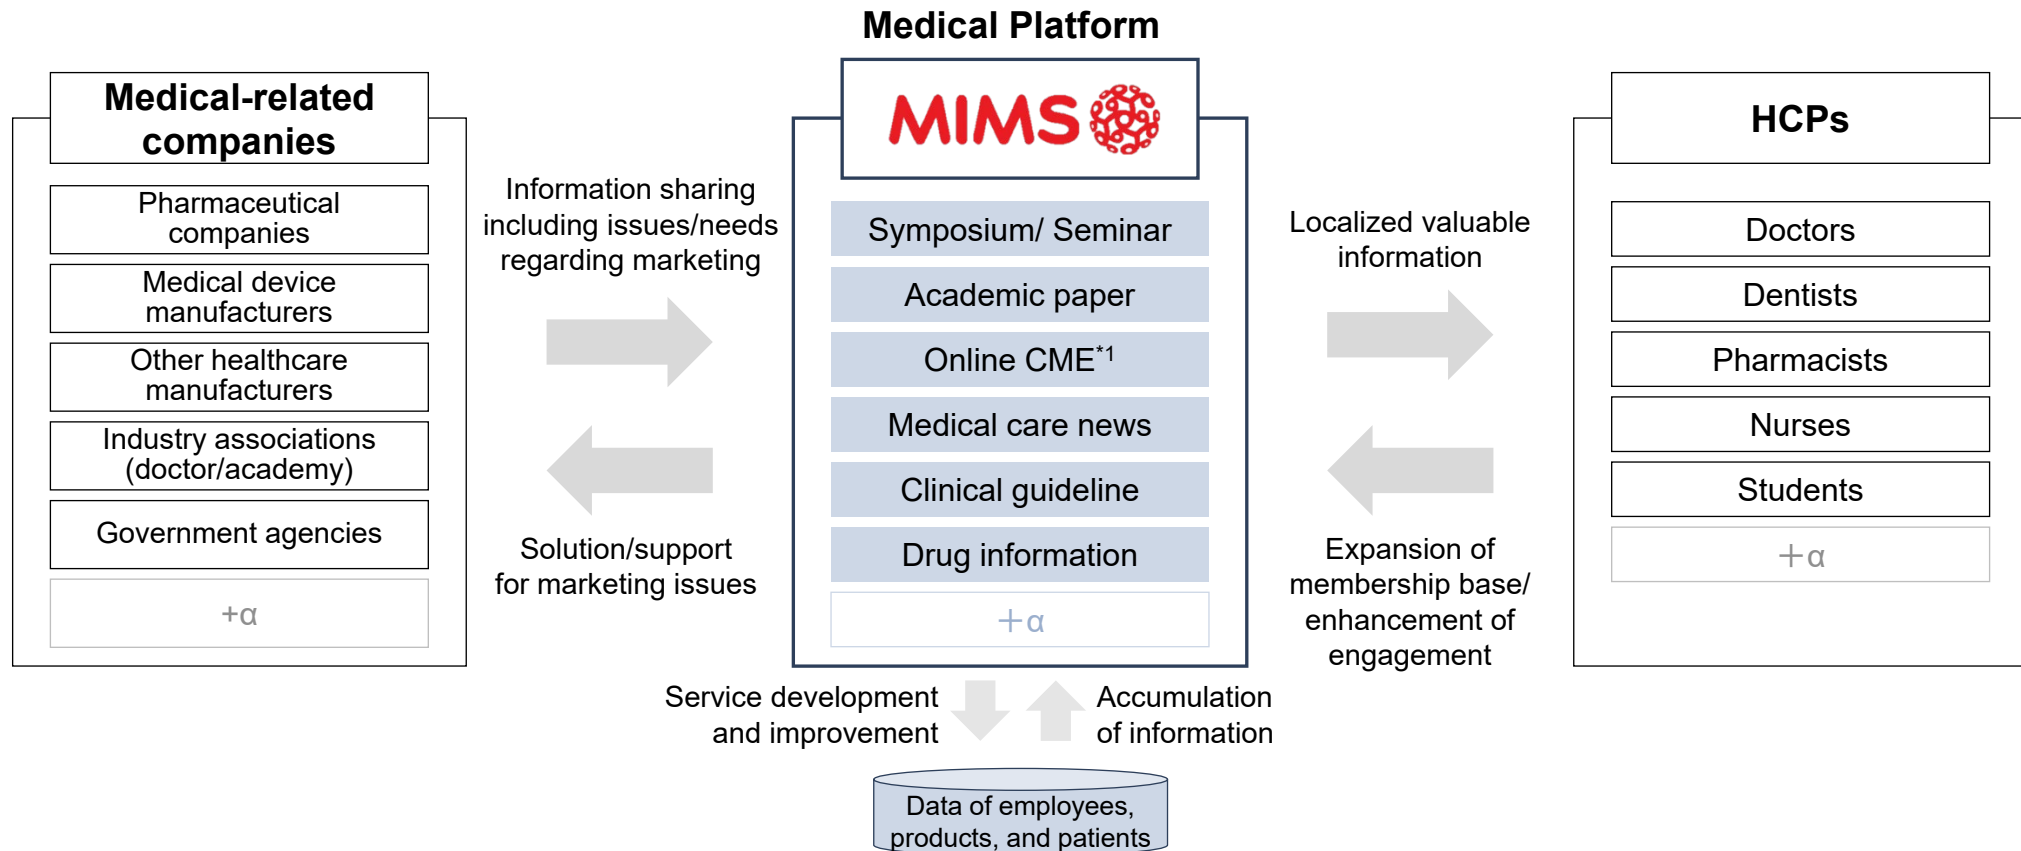 Medical Platform
Medical-related
companies
Pharmaceutical
companies
Medical device
manufacturers
Other healthcare
manufacturers
Industry associations
(doctor/academy)
Government agencies
+α
Information sharing
including issues/needs
regarding marketing
Solution/support
for marketing issues
MIMS
Symposium/ Seminar
Academic paper
Online CME*1
Medical care news
Clinical guideline
Drug information
+α
Localized valuable
information
Expansion of
membership base/
enhancement of
engagement
HCPs
Doctors
Dentists
Pharmacists
Nurses
Students
+α
Service development
and improvement
Accumulation
of information
Data of employees,
products, and patients